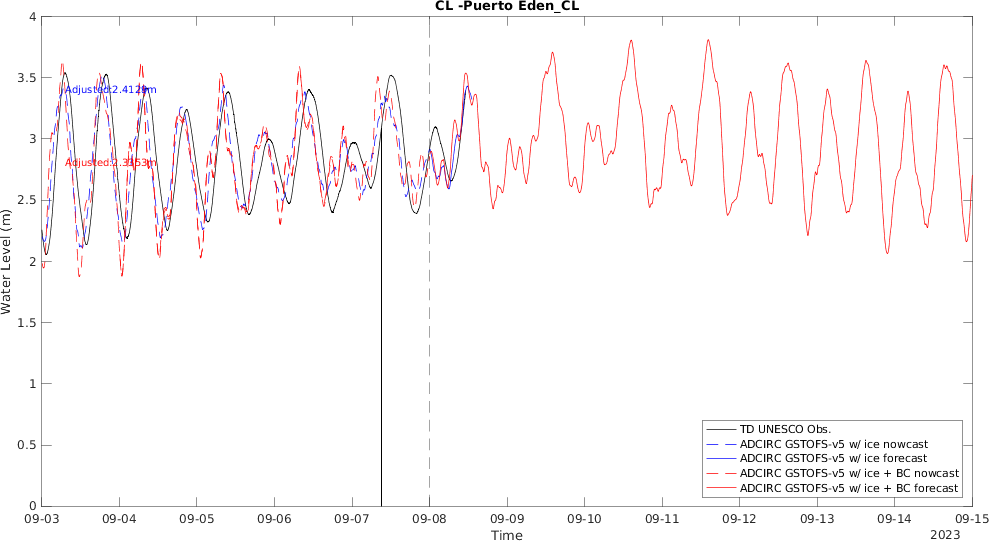 CL -Puerto Eden_CL
4
3.5
3
2.5
2
1.5
1
0.5
0
Water Level (m)
Adjusted:2.4129m
Adjusted:2.3153m
TD UNESCO Obs.
ADCIRC GSTOFS-v5 w/ ice nowcast
ADCIRC GSTOFS-v5 w/ ice forecast
ADCIRC GSTOFS-v5 w/ ice + BC nowcast
ADCIRC GSTOFS-v5 w/ ice + BC forecast
09-03 09-04 09-05 09-06 09-07 09-08 09-09 09-10 09-11 09-12 09-13 09-14 09-15
Time
2023